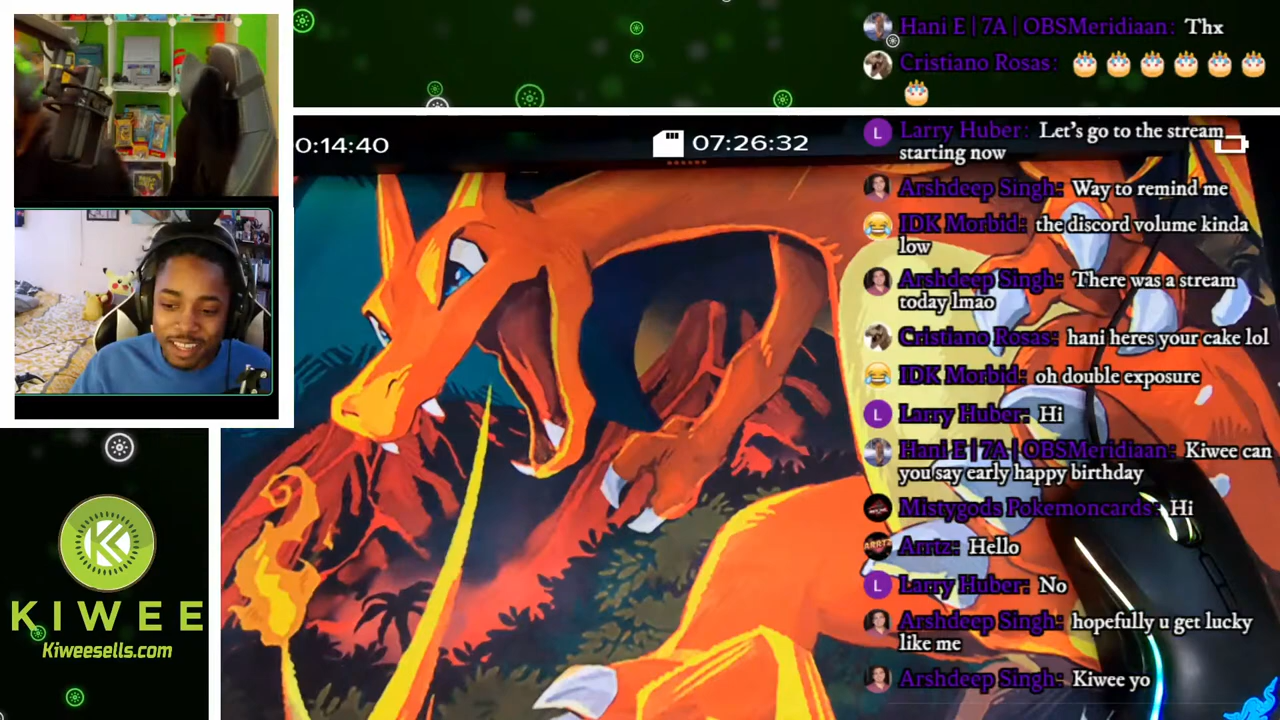 Hani E | 7A | OBSMeridiaan: Thx
Cristiano Rosas: 🎂 🎂 🎂 🎂 🎂 🎂
🎂
0:14:40
07:26:32
Larry Huber: Let's go to the stream
starting now
Arshdeep Singh: Way to remind me
IDK Morbid: the discord volume kinda
low
Arshdeep Singh: There was a stream
today lmao
Cristiano Rosas: hani heres your cake lol
IDK Morbid: oh double exposure
Larry Huber: Hi
Hani E | 7A | OBSMeridiaan: Kiwee can
you say early happy birthday
Mistygods Pokemoncards: Hi
Arrtz: Hello
Larry Huber: No
Arshdeep Singh: hopefully u get lucky
like me
Arshdeep Singh: Kiwee yo
K
KIWEE
Kiweesells.com